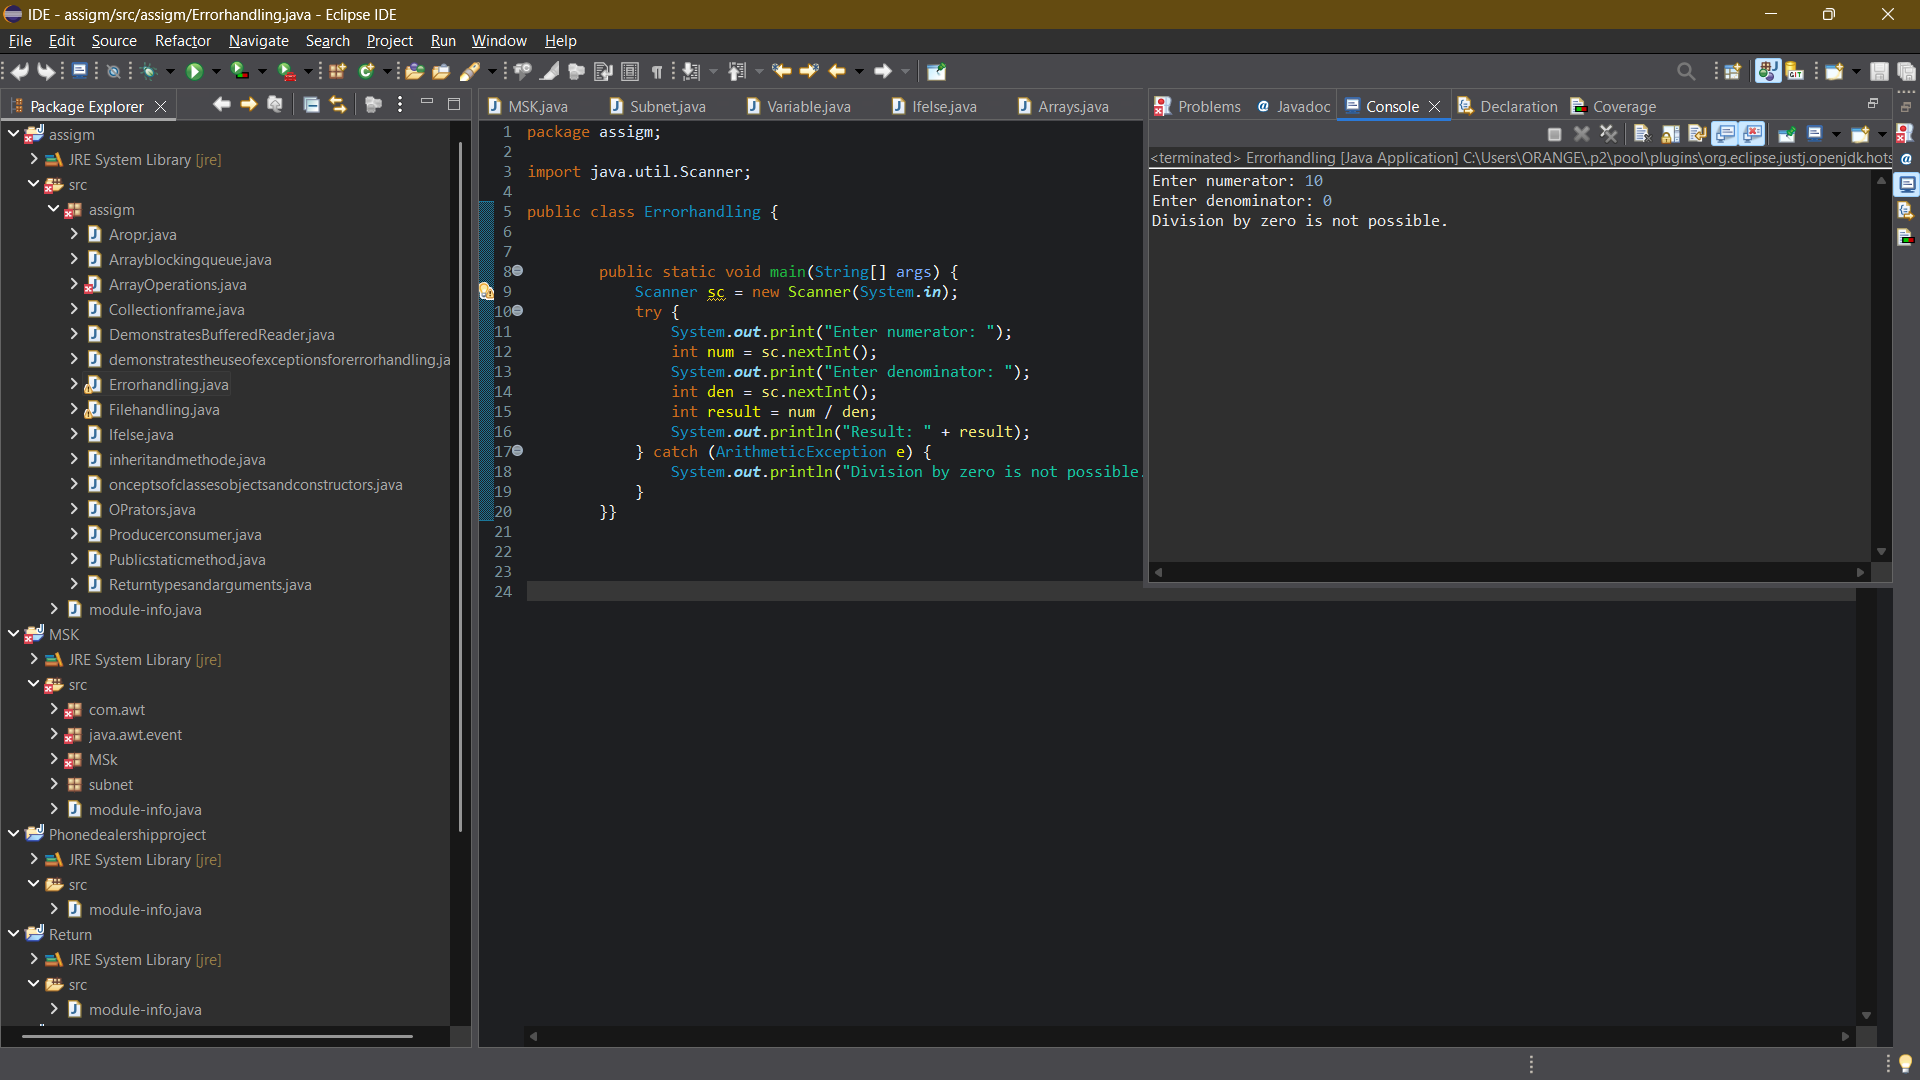 IDE - assigm/src/assigm/Errorhandling.java - Eclipse IDE
File Edit Source Refactor Navigate Search Project Run Window Help
Package Explorer
assigm
JRE System Library [jre]
src
assigm
Aropr.java
Arrayblockingqueue.java
ArrayOperations.java
Collectionframe.java
DemonstratesBufferedReader.java
demonstratestheuseofexceptionsforerrorhandling.ja
Errorhandling.java
Filehandling.java
Ifelse.java
inheritandmethode.java
onceptsofclassesobjectsandconstructors.java
OPrators.java
Producerconsumer.java
Publicstaticmethod.java
Returntypesandarguments.java
module-info.java
MSK
JRE System Library [jre]
src
com.awt
java.awt.event
MSk
subnet
module-info.java
Phonedealershipproject
JRE System Library [jre]
src
module-info.java
Return
JRE System Library [jre]
src
module-info.java
MSK.java Subnet.java Variable.java Ifelse.java Arrays.java
1 package assigm;
2
3 import java.util.Scanner;
4
5 public class Errorhandling {
6
7
8 public static void main(String[] args) {
9 Scanner sc = new Scanner(System.in);
10 try {
11 System.out.print("Enter numerator: ");
12 int num = sc.nextInt();
13 System.out.print("Enter denominator: ");
14 int den = sc.nextInt();
15 int result = num / den;
16 System.out.println("Result: " + result);
17 } catch (ArithmeticException e) {
18 System.out.println("Division by zero is not possible.
19 }
20 }}
21
22
23
24
Problems @ Javadoc Console Declaration Coverage
<terminated> Errorhandling [Java Application] C:\Users\ORANGE\.p2\pool\plugins\org.eclipse.justj.openjdk.hots
Enter numerator: 10
Enter denominator: 0
Division by zero is not possible.